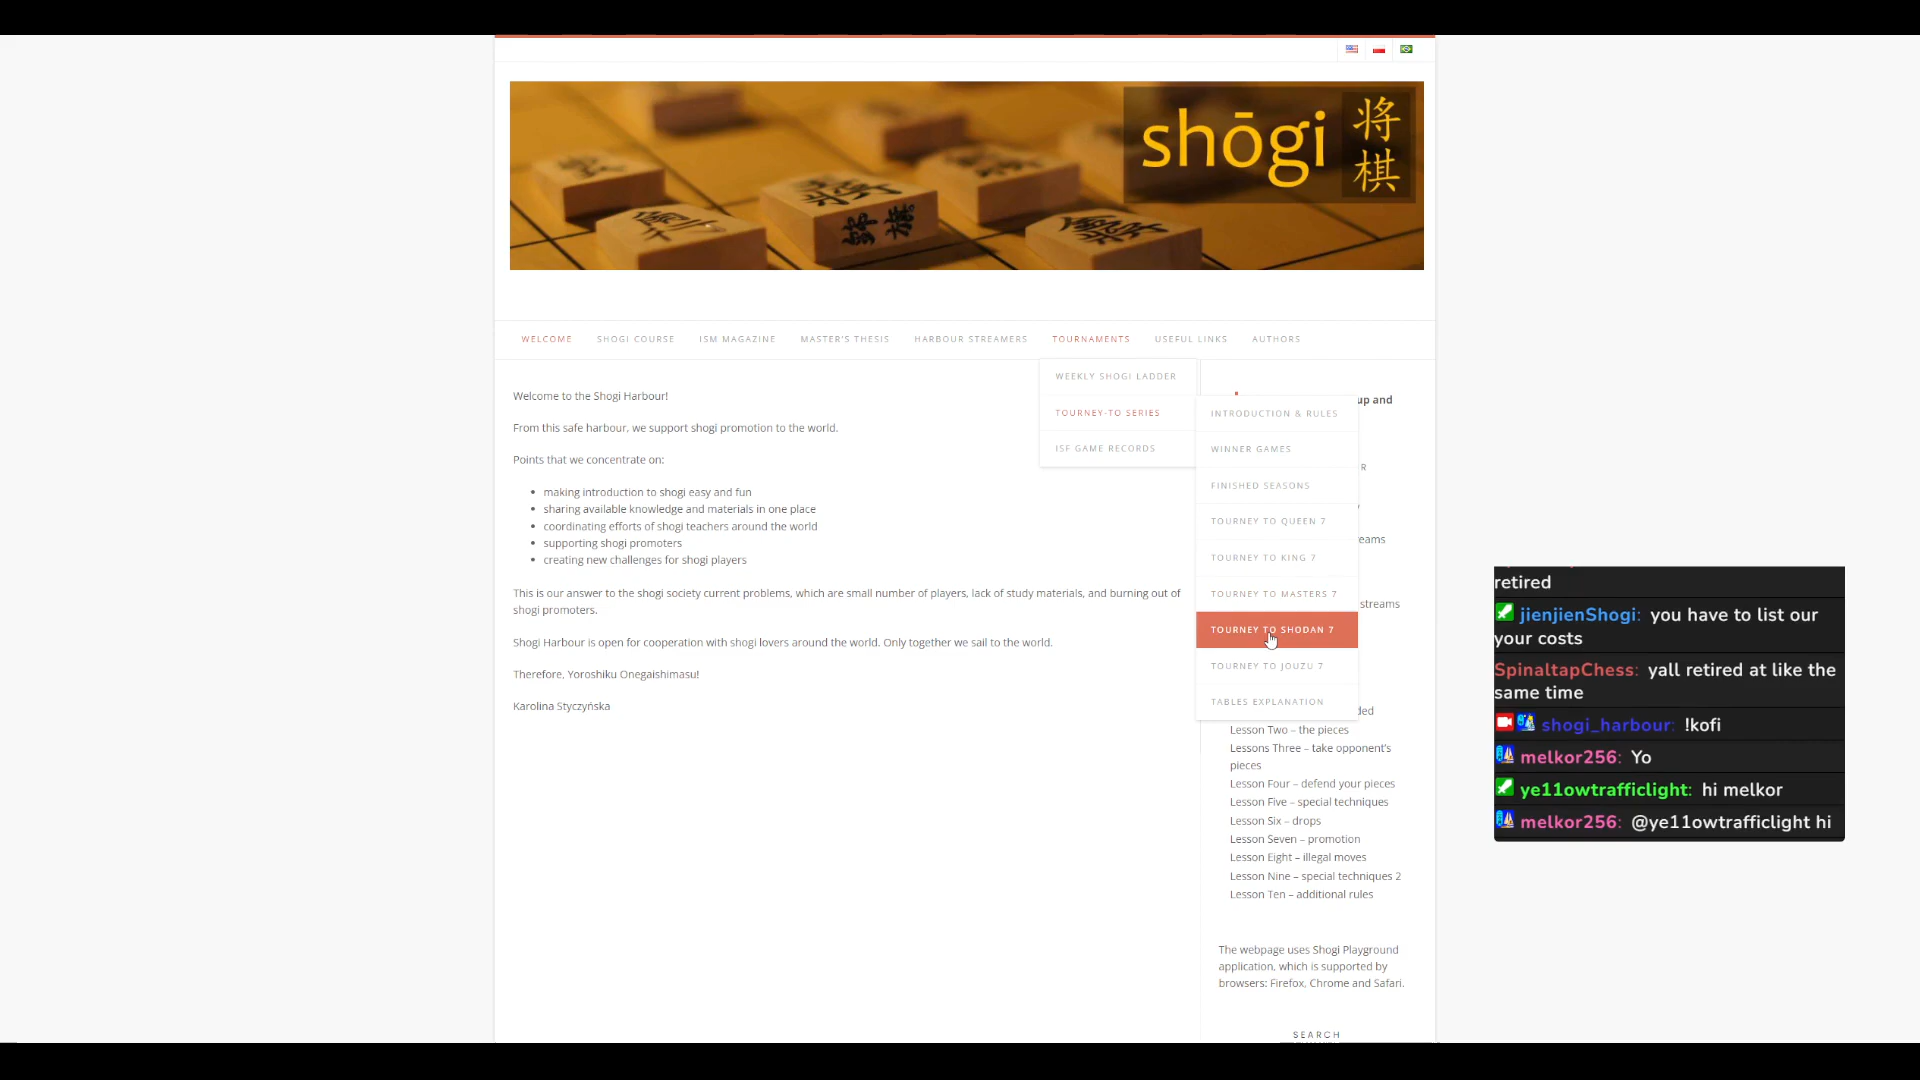 shōgi 将棋
WELCOME SHOGI COURSE ISM MAGAZINE MASTER'S THESIS HARBOUR STREAMERS TOURNAMENTS USEFUL LINKS AUTHORS
WEEKLY SHOGI LADDER
TOURNEY-TO SERIES
ISF GAME RECORDS
INTRODUCTION & RULES
WINNER GAMES
FINISHED SEASONS
TOURNEY TO QUEEN 7
TOURNEY TO KING 7
TOURNEY TO MASTERS 7
TOURNEY TO SHODAN 7
TOURNEY TO JOUZU 7
TABLES EXPLANATION
Welcome to the Shogi Harbour!
From this safe harbour, we support shogi promotion to the world.
Points that we concentrate on:
• making introduction to shogi easy and fun
• sharing available knowledge and materials in one place
• coordinating efforts of shogi teachers around the world
• supporting shogi promoters
• creating new challenges for shogi players
This is our answer to the shogi society current problems, which are small number of players, lack of study materials, and burning out of
shogi promoters.
Shogi Harbour is open for cooperation with shogi lovers around the world. Only together we sail to the world.
Therefore, Yoroshiku Onegaishimasu!
Karolina Styczyńska
up and
R
eams
streams
ded
Lesson Two – the pieces
Lessons Three – take opponent's
pieces
Lesson Four – defend your pieces
Lesson Five – special techniques
Lesson Six – drops
Lesson Seven – promotion
Lesson Eight – illegal moves
Lesson Nine – special techniques 2
Lesson Ten – additional rules
The webpage uses Shogi Playground
application, which is supported by
browsers: Firefox, Chrome and Safari.
SEARCH
retired
jienjienShogi: you have to list our
your costs
SpinaltapChess: yall retired at like the
same time
shogi_harbour: !kofi
melkor256: Yo
ye11owtrafficlight: hi melkor
melkor256: @ye11owtrafficlight hi